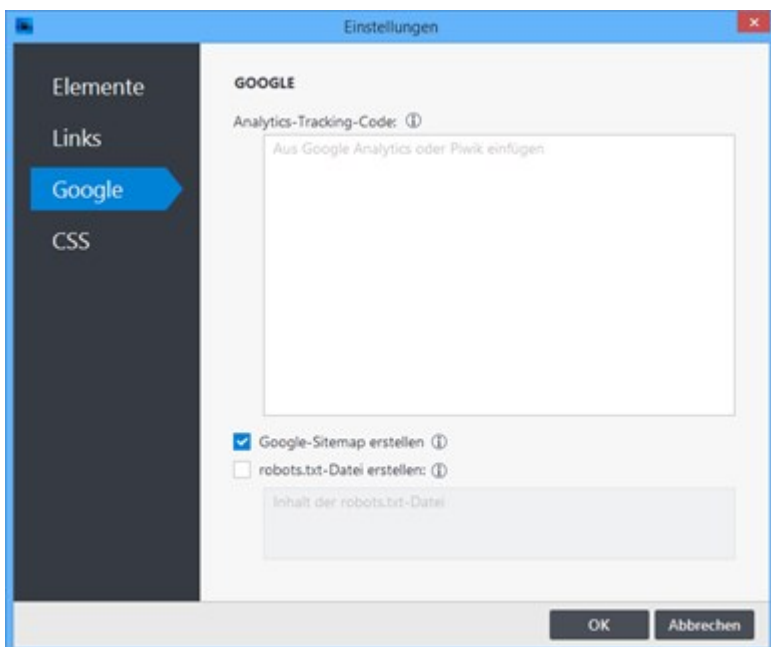 Einstellungen
Elemente
Links
Google
CSS
GOOGLE
Analytics-Tracking-Code:
Aus Google Analytics oder Piwik einfügen
Google-Sitemap erstellen
robots.txt-Datei erstellen:
Inhalt der robots.txt-Datei
OK
Abbrechen